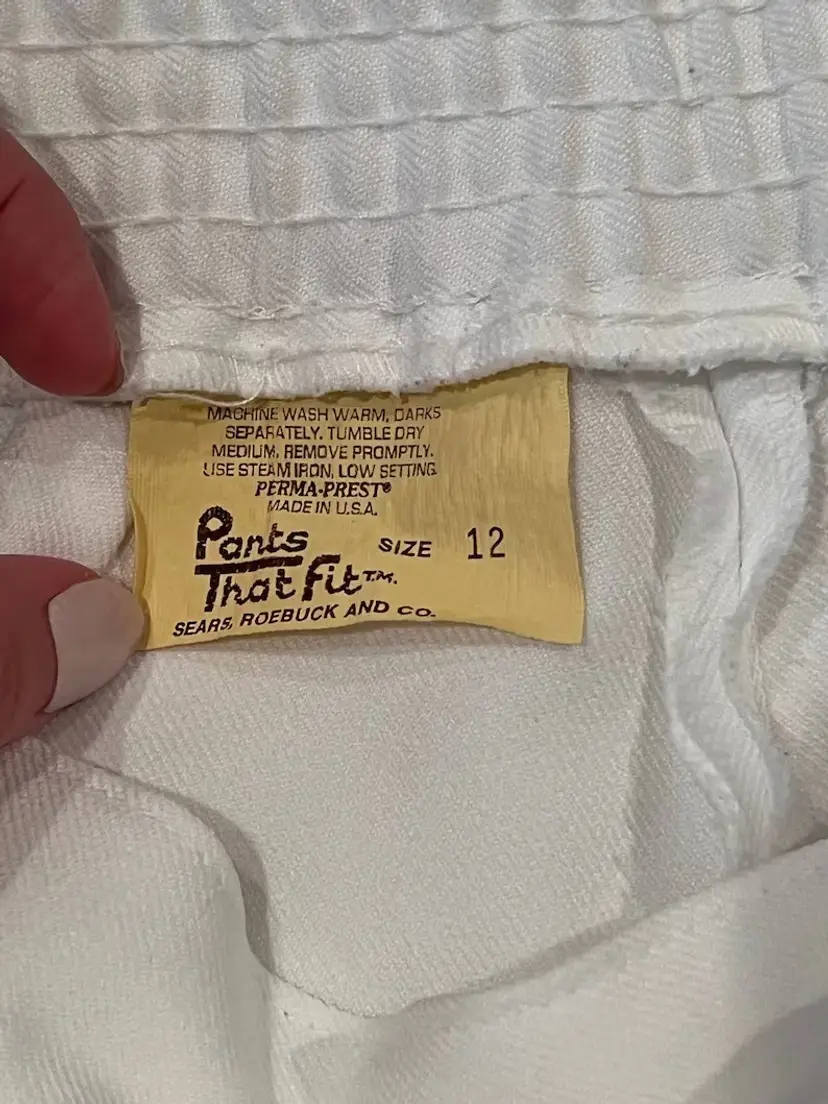 MACHINE WASH WARM, DARKS
SEPARATELY. TUMBLE DRY
MEDIUM, REMOVE PROMPTLY.
USE STEAM IRON, LOW SETTING.
PERMA-PREST®
MADE IN U.S.A.
Pants
That Fit T.M.
SIZE 12
SEARS, ROEBUCK AND CO.